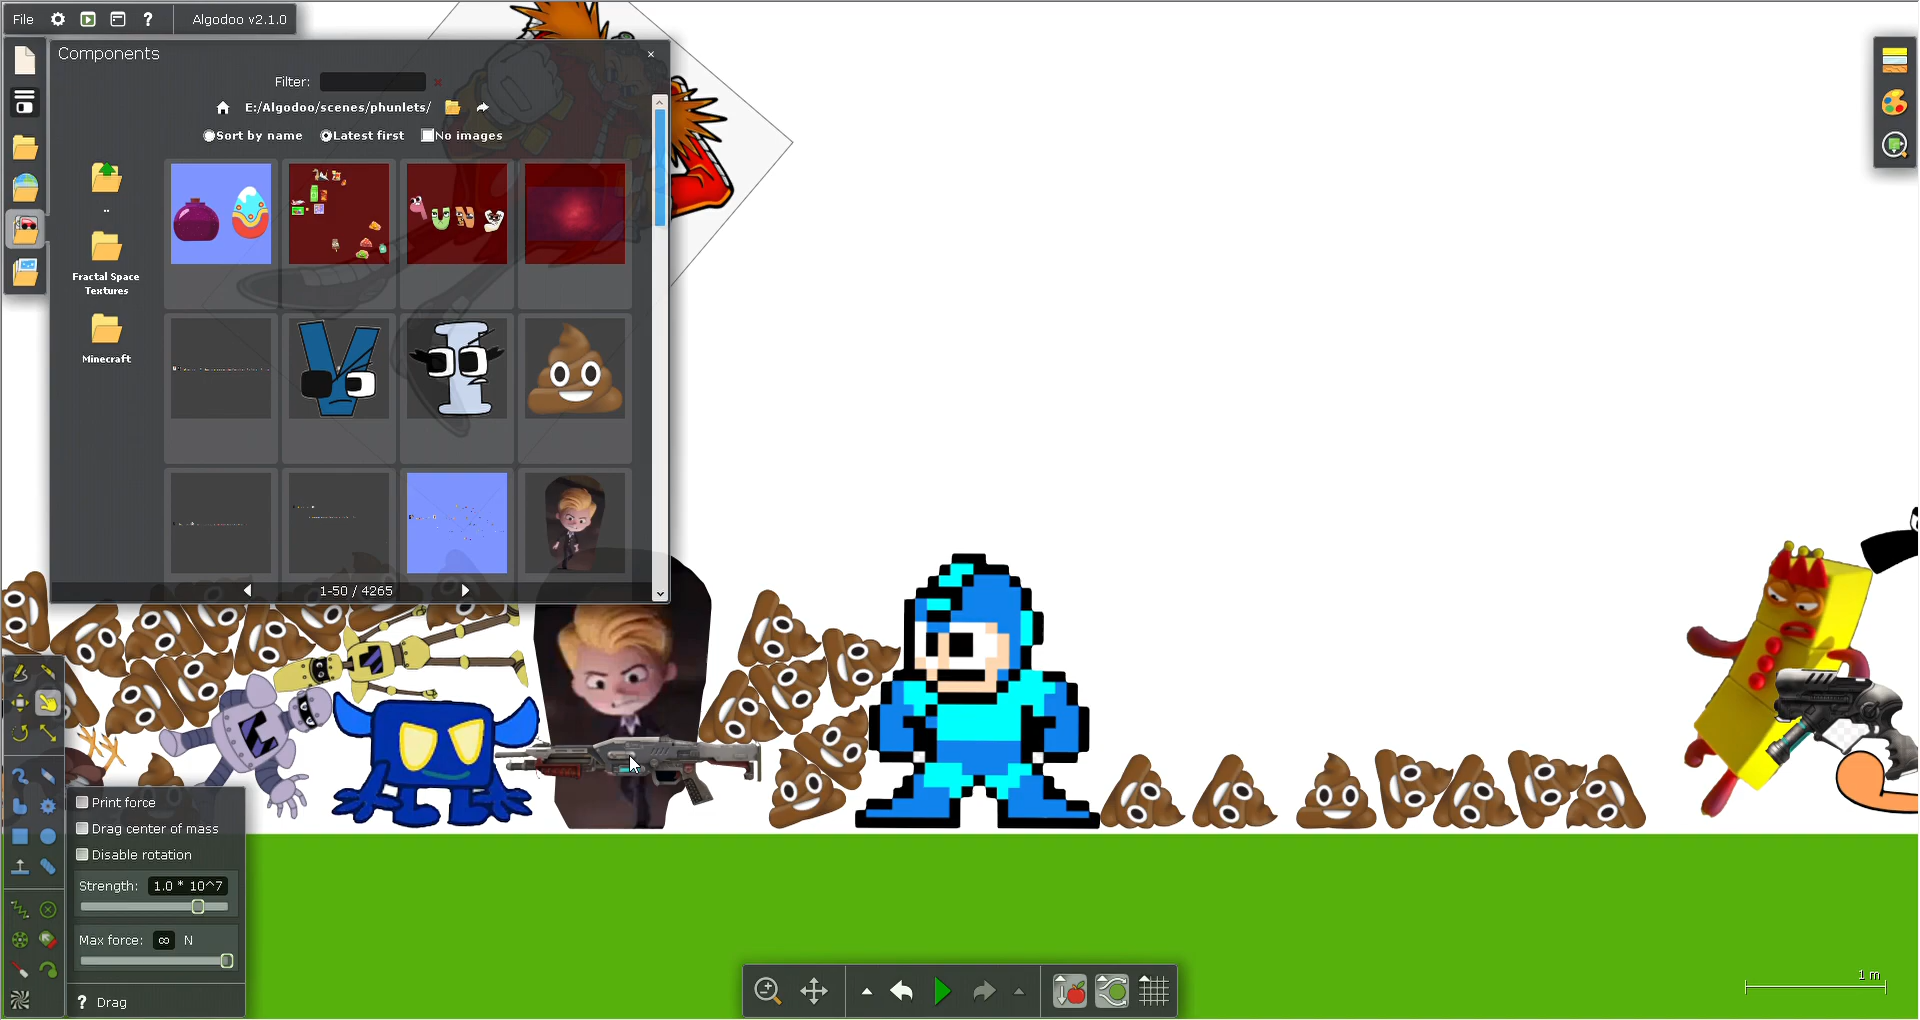 File
?
Algodoo v2.1.0
Components
×
Filter:
E:/Algodoo/scenes/phunlets/
Sort by name
Latest first
No images
..
Fractal Space
Textures
Minecraft
1-50 / 4265
Print force
Drag center of mass
Disable rotation
Strength: 1.0 * 10^7
Max force: ∞ N
? Drag
1 m